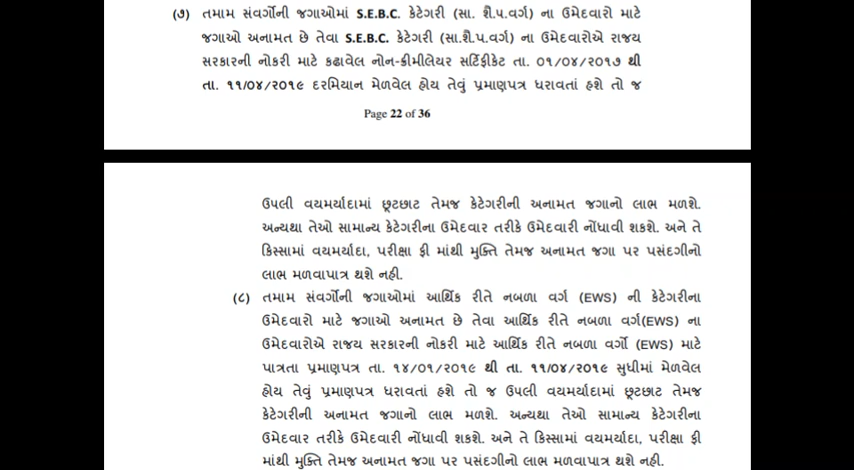 (૭) તમામ સંવર્ગોની જગાઓમાં S.E.B.C. કેટેગરી (સા. શૈ.પ.વર્ગ) ના ઉમેદવારો માટે
જગાઓ અનામત છે તેવા S.E.B.C. કેટેગરી (સા.શૈ.પ.વર્ગ) ના ઉમેદવારોએ રાજય
સરકારની નોકરી માટે કઢાવેલ નોન-ક્રીમીલેયર સર્ટિફીકેટ તા. ૦૧/૦૪/૨૦૧૭ થી
તા. ૧૧/૦૪/૨૦૧૯ દરમિયાન મેળવેલ હોય તેવું પ્રમાણપત્ર ધરાવતાં હશે તો જ
Page 22 of 36
ઉપલી વયમર્યાદામાં છૂટછાટ તેમજ કેટેગરીની અનામત જગાનો લાભ મળશે.
અન્યથા તેઓ સામાન્ય કેટેગરીના ઉમેદવાર તરીકે ઉમેદવારી નોંધાવી શકશે. અને તે
કિસ્સામાં વયમર્યાદા, પરીક્ષા ફી માંથી મુક્તિ તેમજ અનામત જગા પર પસંદગીનો
લાભ મળવાપાત્ર થશે નહી.
(૮) તમામ સંવર્ગોની જગાઓમાં આર્થિક રીતે નબળા વર્ગ (EWS) ની કેટેગરીના
ઉમેદવારો માટે જગાઓ અનામત છે તેવા આર્થિક રીતે નબળા વર્ગ(EWS) ના
ઉમેદવારોએ રાજય સરકારની નોકરી માટે આર્થિક રીતે નબળા વર્ગો (EWS) માટે
પાત્રતા પ્રમાણપત્ર તા. ૧૪/૦૧/૨૦૧૯ થી તા. ૧૧/૦૪/૨૦૧૯ સુધીમાં મેળવેલ
હોય તેવું પ્રમાણપત્ર ધરાવતાં હશે તો જ ઉપલી વયમર્યાદામાં છૂટછાટ તેમજ
કેટેગરીની અનામત જગાનો લાભ મળશે. અન્યથા તેઓ સામાન્ય કેટેગરીના
ઉમેદવાર તરીકે ઉમેદવારી નોંધાવી શકશે. અને તે કિસ્સામાં વયમર્યાદા, પરીક્ષા ફી
માંથી મુક્તિ તેમજ અનામત જગા પર પસંદગીનો લાભ મળવાપાત્ર થશે નહી.